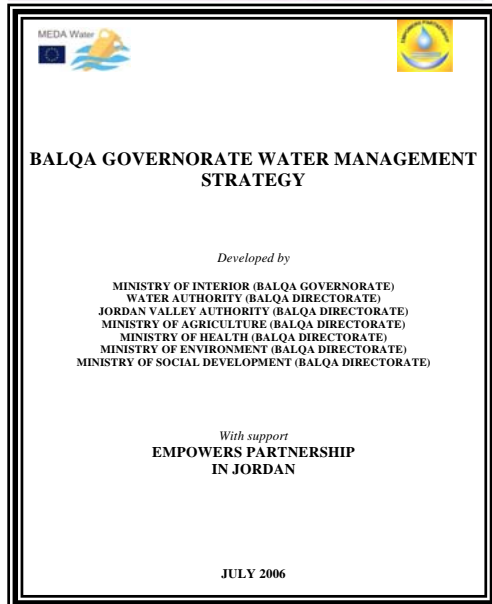 MEDA Water
EMPOWERS PARTNERSHIP
BALQA GOVERNORATE WATER MANAGEMENT
STRATEGY
Developed by
MINISTRY OF INTERIOR (BALQA GOVERNORATE)
WATER AUTHORITY (BALQA DIRECTORATE)
JORDAN VALLEY AUTHORITY (BALQA DIRECTORATE)
MINISTRY OF AGRICULTURE (BALQA DIRECTORATE)
MINISTRY OF HEALTH (BALQA DIRECTORATE)
MINISTRY OF ENVIRONMENT (BALQA DIRECTORATE)
MINISTRY OF SOCIAL DEVELOPMENT (BALQA DIRECTORATE)
With support
EMPOWERS PARTNERSHIP
IN JORDAN
JULY 2006